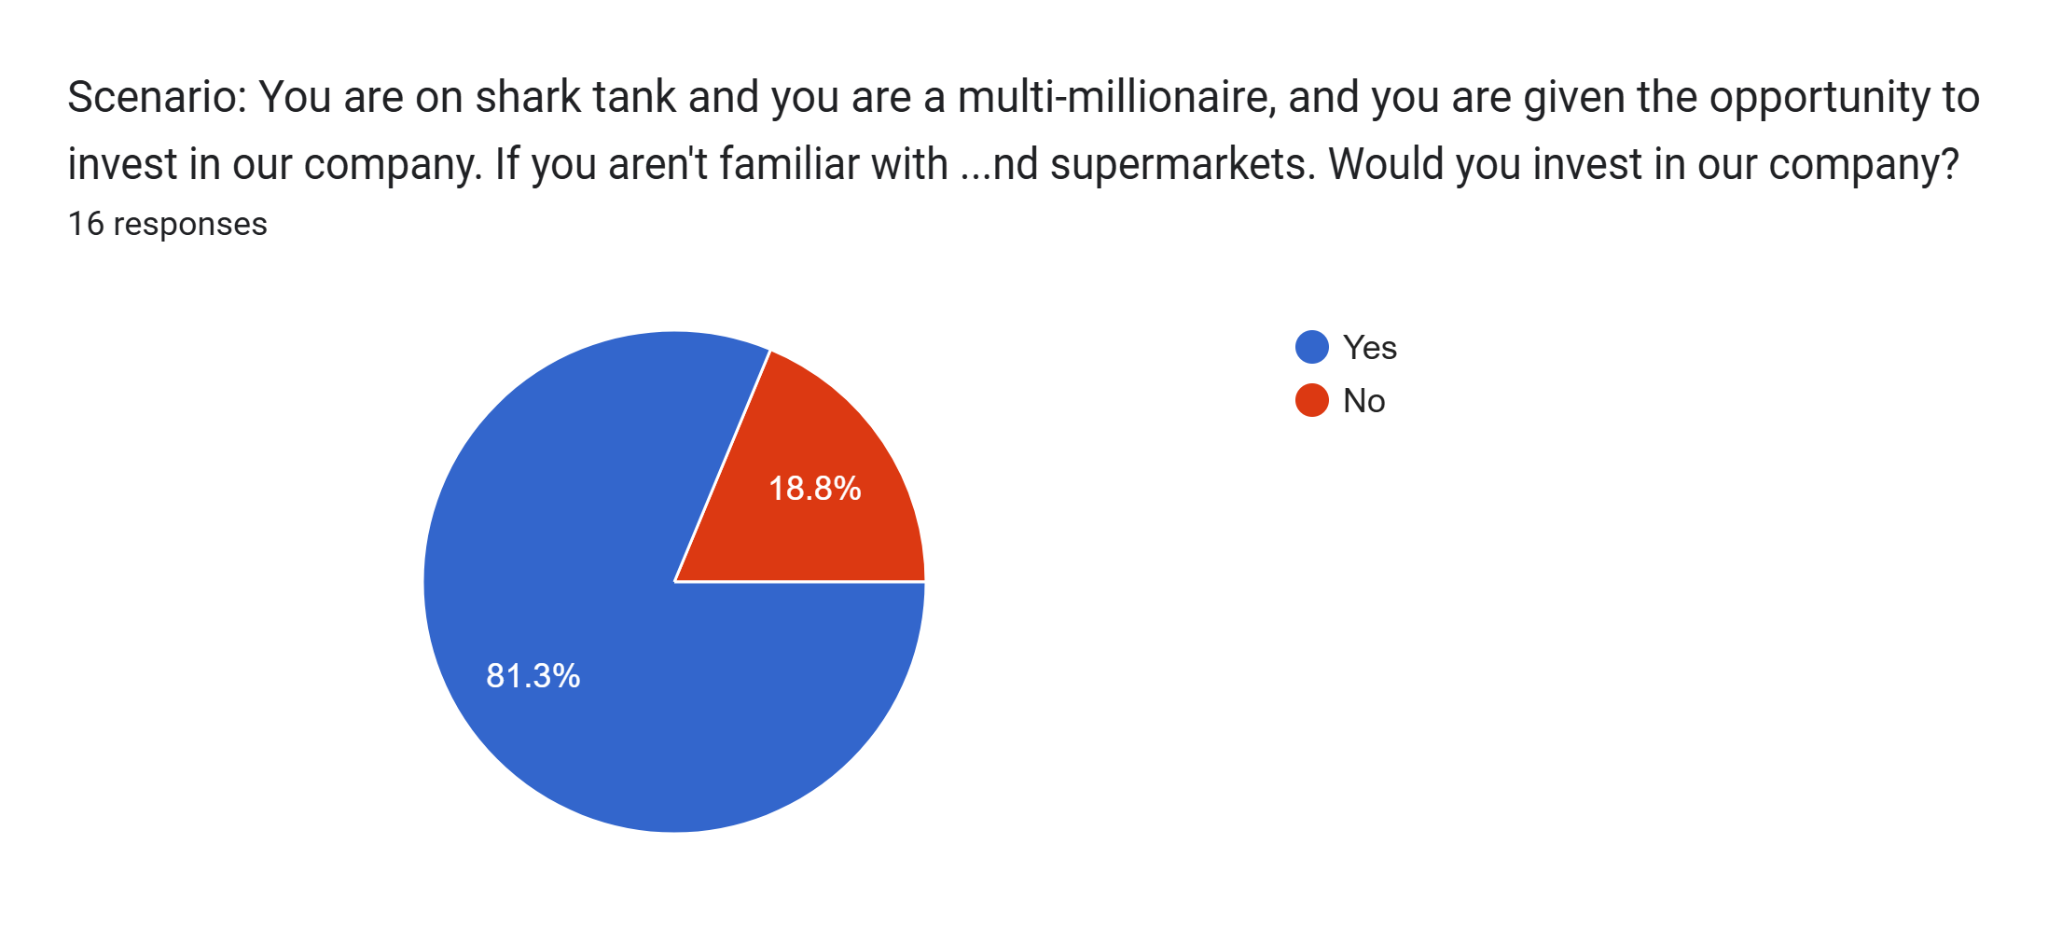 Scenario: You are on shark tank and you are a multi-millionaire, and you are given the opportunity to
invest in our company. If you aren't familiar with ...nd supermarkets. Would you invest in our company?
16 responses
Yes
No
18.8%
81.3%